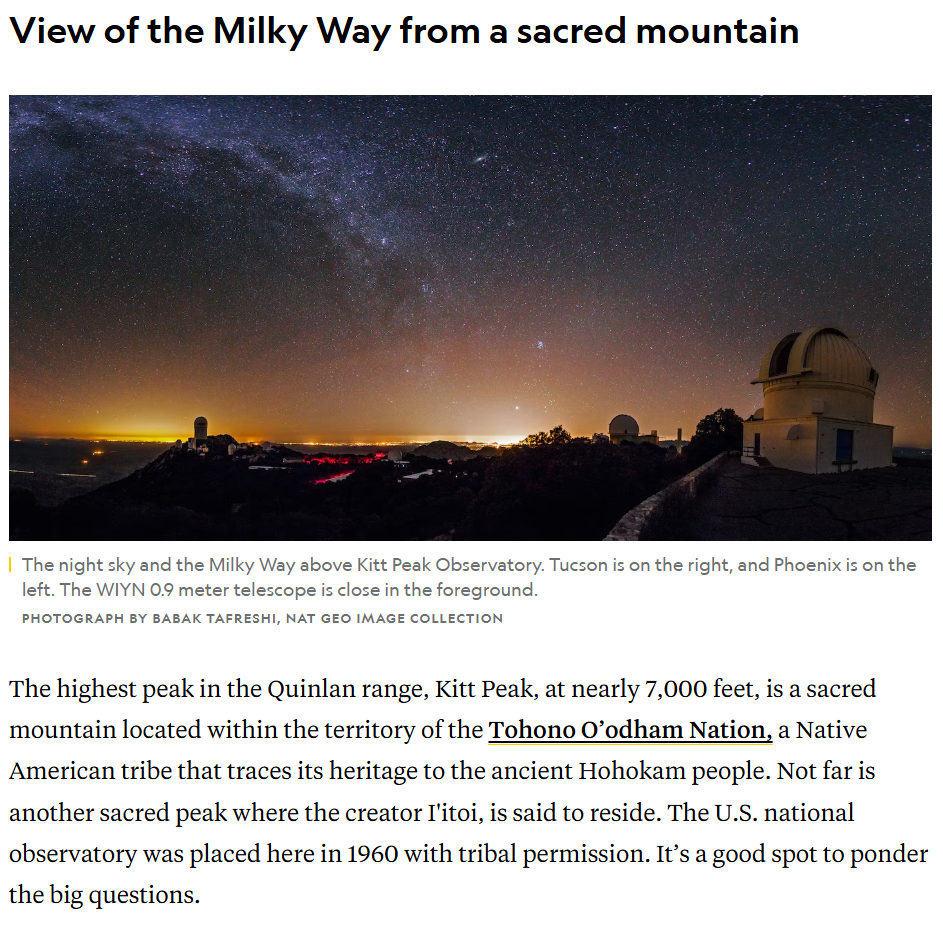 View of the Milky Way from a sacred mountain
The night sky and the Milky Way above Kitt Peak Observatory. Tucson is on the right, and Phoenix is on the
left. The WIYN 0.9 meter telescope is close in the foreground.
PHOTOGRAPH BY BABAK TAFRESHI, NAT GEO IMAGE COLLECTION
The highest peak in the Quinlan range, Kitt Peak, at nearly 7,000 feet, is a sacred
mountain located within the territory of the Tohono O’odham Nation, a Native
American tribe that traces its heritage to the ancient Hohokam people. Not far is
another sacred peak where the creator I'itoi, is said to reside. The U.S. national
observatory was placed here in 1960 with tribal permission. It’s a good spot to ponder
the big questions.